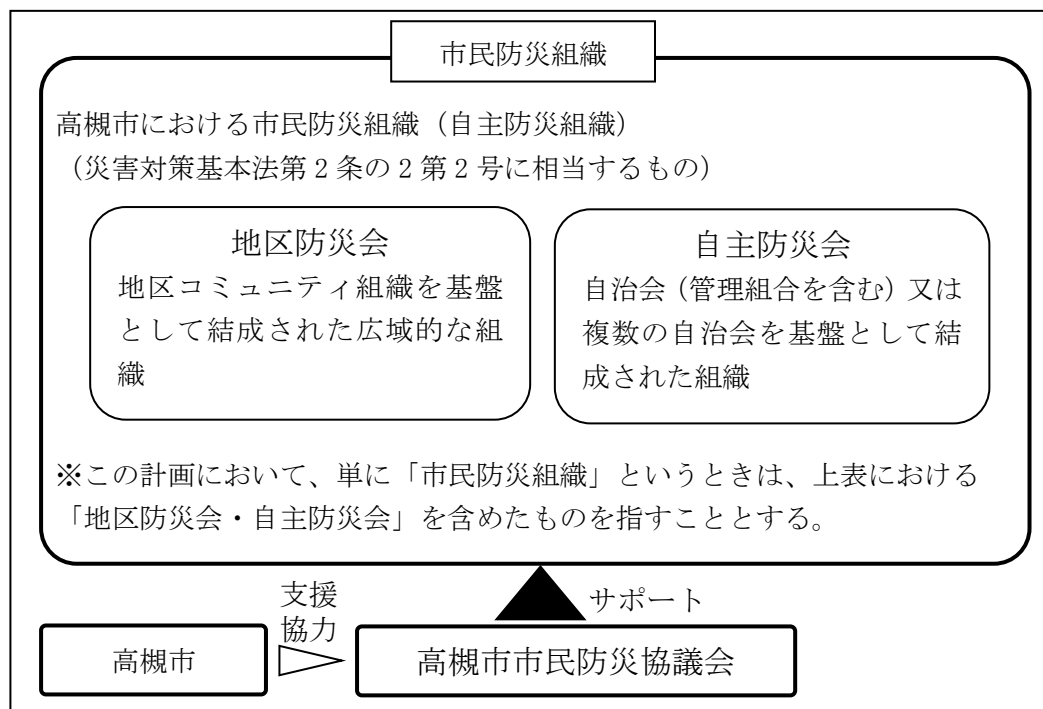 市民防災組織
高槻市における市民防災組織（自主防災組織）
（災害対策基本法第２条の２第２号に相当するもの）
地区防災会
地区コミュニティ組織を基盤
として結成された広域的な組
織
自主防災会
自治会（管理組合を含む）又は
複数の自治会を基盤として結
成された組織
※この計画において、単に「市民防災組織」というときは、上表における
「地区防災会・自主防災会」を含めたものを指すこととする。
支援
協力
サポート
高槻市
高槻市市民防災協議会